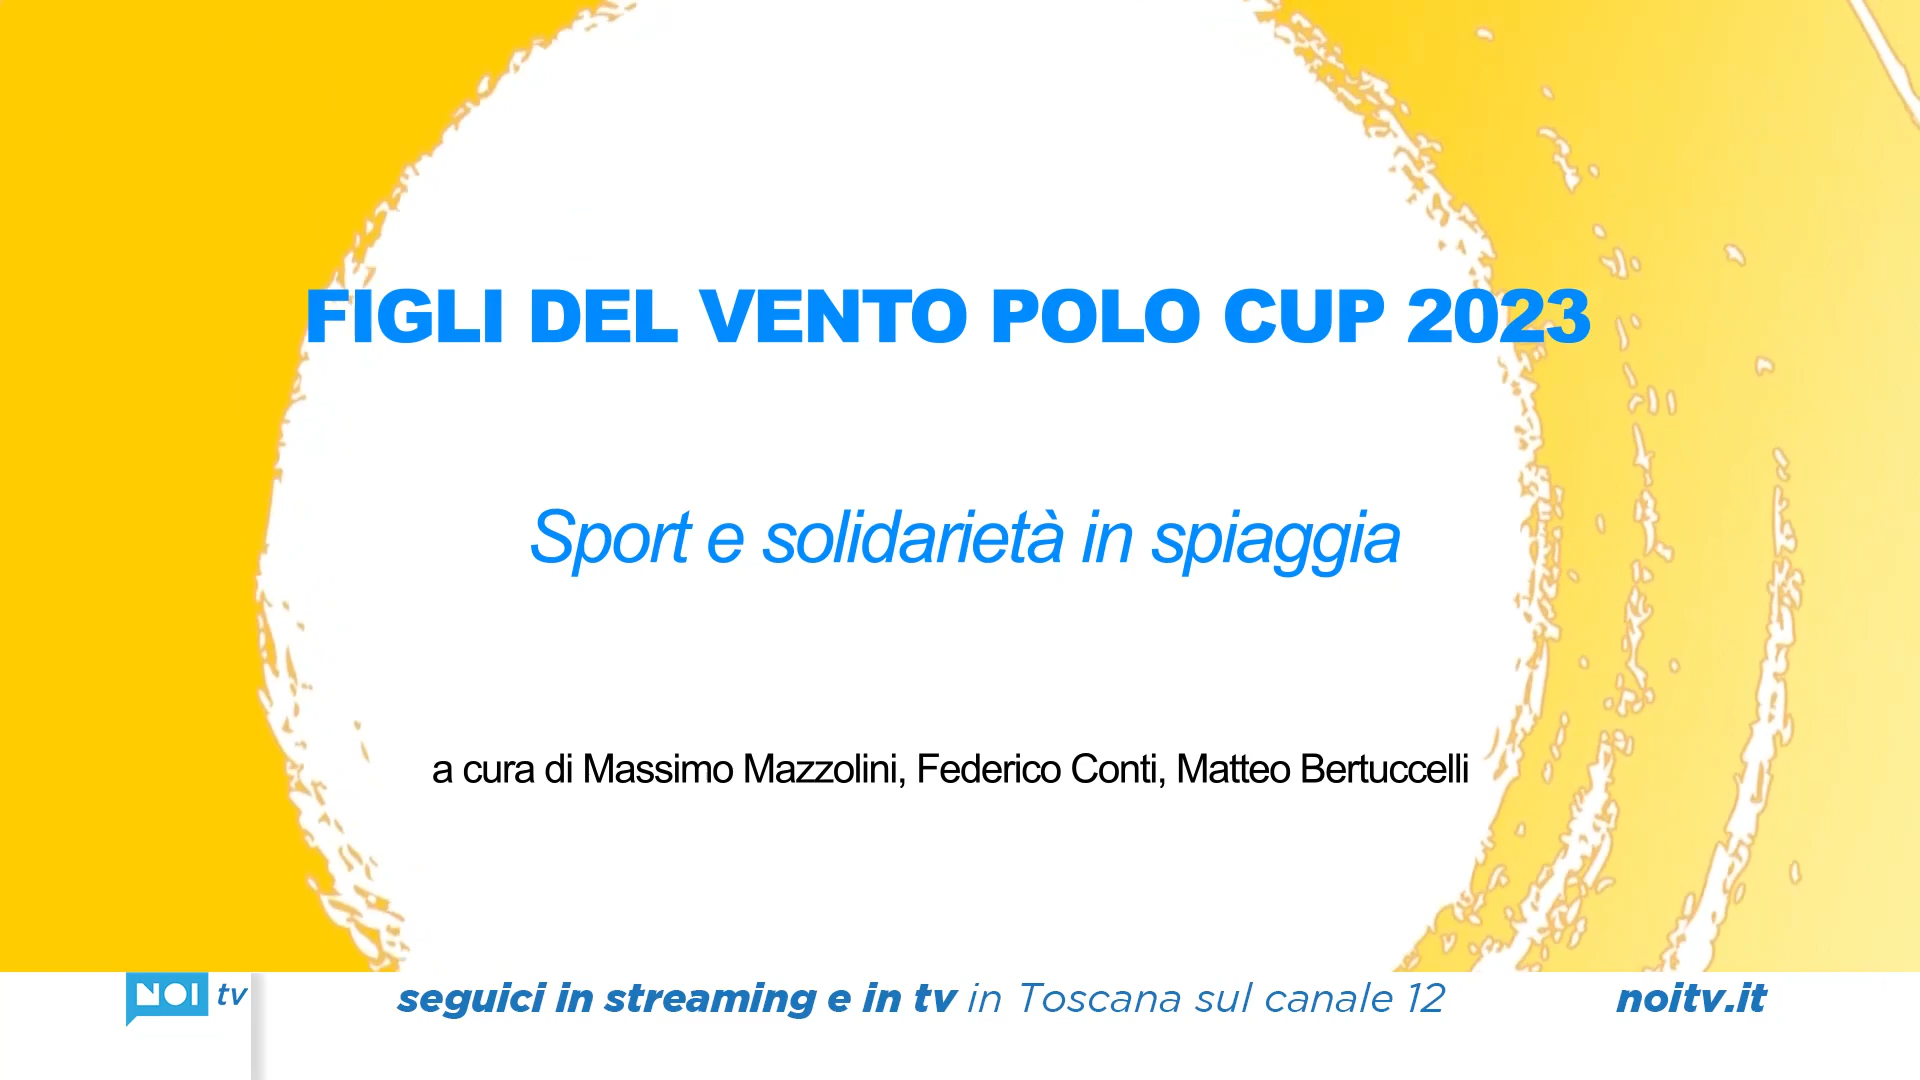 FIGLI DEL VENTO POLO CUP 2023
Sport e solidarietà in spiaggia
a cura di Massimo Mazzolini, Federico Conti, Matteo Bertuccelli
NOI tv
seguici in streaming e in tv in Toscana sul canale 12
noitv.it